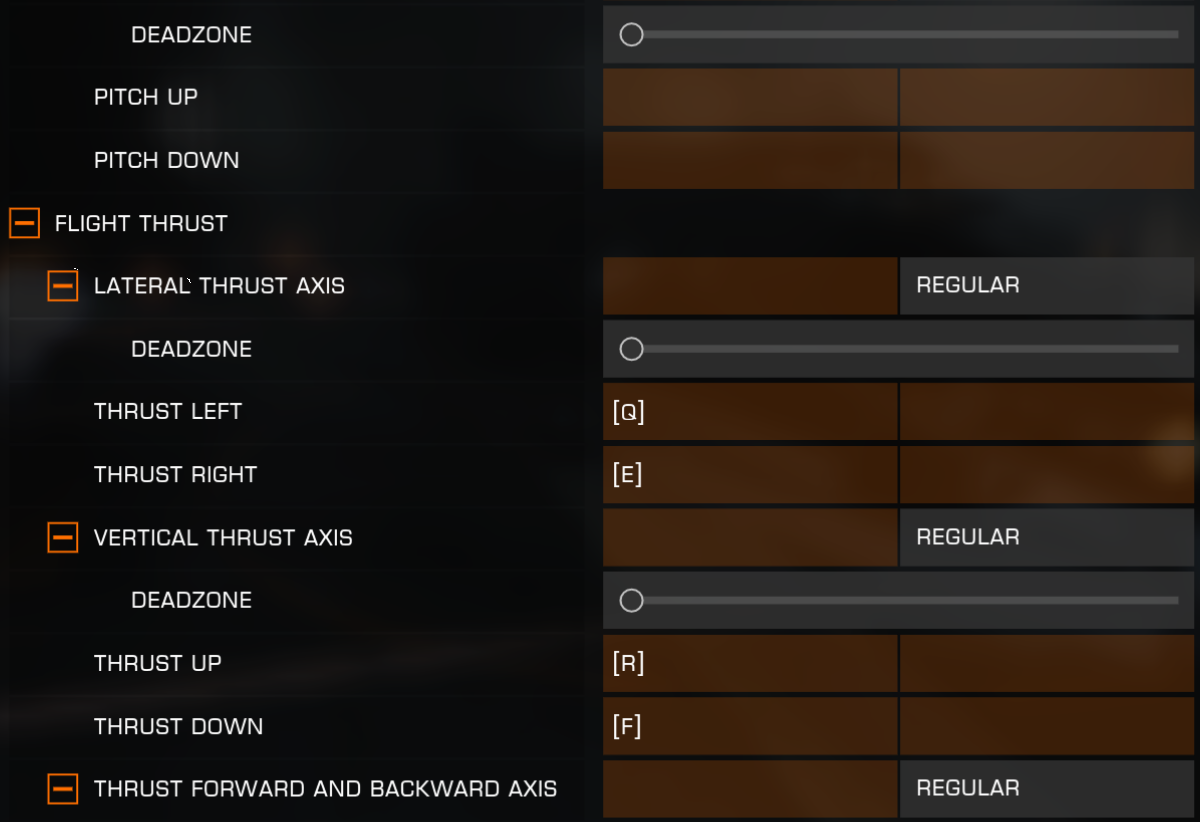 DEADZONE
PITCH UP
PITCH DOWN
FLIGHT THRUST
LATERAL THRUST AXIS REGULAR
DEADZONE
THRUST LEFT [Q]
THRUST RIGHT [E]
VERTICAL THRUST AXIS REGULAR
DEADZONE
THRUST UP [R]
THRUST DOWN [F]
THRUST FORWARD AND BACKWARD AXIS REGULAR